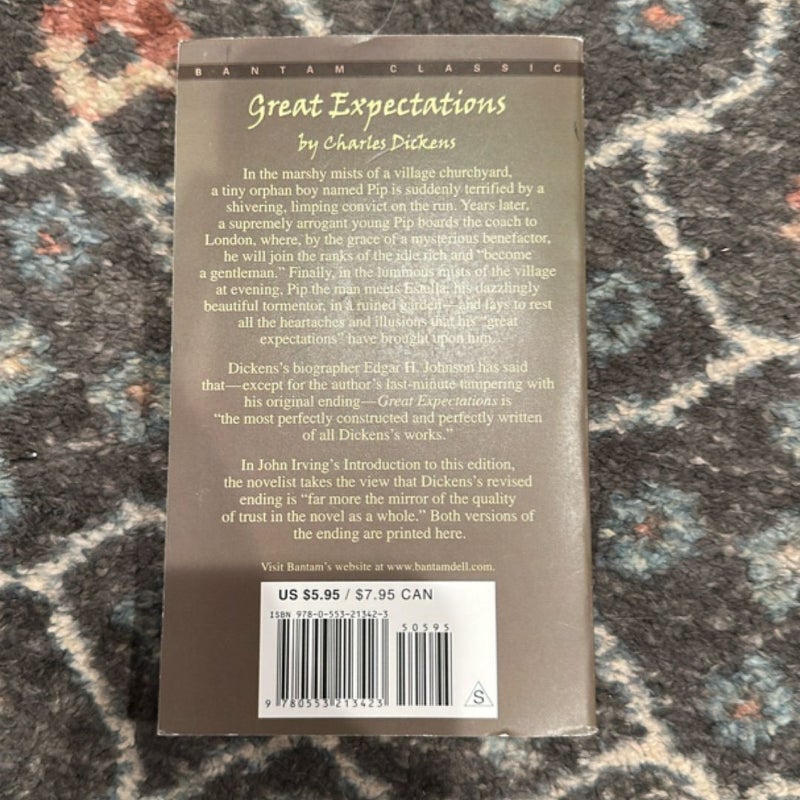 BANTAM CLASSIC
Great Expectations
by Charles Dickens
In the marshy mists of a village churchyard,
a tiny orphan boy named Pip is suddenly terrified by a
shivering, limping convict on the run. Years later,
a supremely arrogant young Pip boards the coach to
London, where, by the grace of a mysterious benefactor,
he will join the ranks of the idle rich and “become
a gentleman.” Finally, in the luminous mists of the village
at evening, Pip the man meets Estella, his dazzlingly
beautiful tormentor, in a ruined garden—and lays to rest
all the heartaches and illusions that his “great
expectations” have brought upon him.
Dickens's biographer Edgar H. Johnson has said
that—except for the author's last-minute tampering with
his original ending—Great Expectations is
“the most perfectly constructed and perfectly written
of all Dickens's works.”
In John Irving's Introduction to this edition,
the novelist takes the view that Dickens's revised
ending is “far more the mirror of the quality
of trust in the novel as a whole.” Both versions of
the ending are printed here.
Visit Bantam's website at www.bantamdell.com.
US $5.95 / $7.95 CAN
ISBN 978-0-553-21342-3
50595
9 780553 213423
S